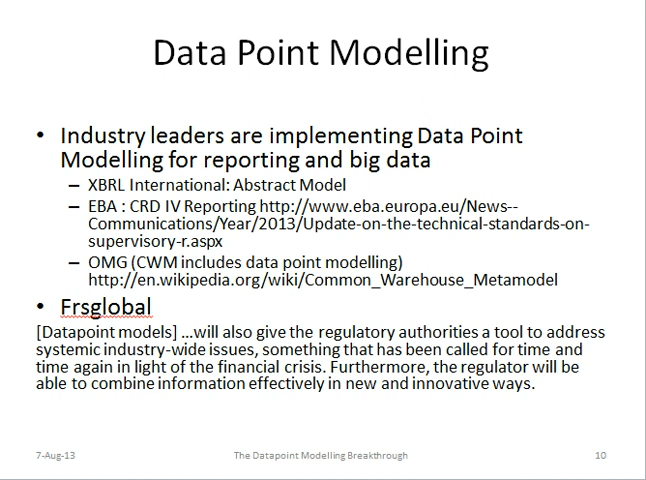 Data Point Modelling
• Industry leaders are implementing Data Point
Modelling for reporting and big data
– XBRL International: Abstract Model
– EBA : CRD IV Reporting http://www.eba.europa.eu/News--
Communications/Year/2013/Update-on-the-technical-standards-on-
supervisory-r.aspx
– OMG (CWM includes data point modelling)
http://en.wikipedia.org/wiki/Common_Warehouse_Metamodel
• Frsglobal
[Datapoint models] …will also give the regulatory authorities a tool to address
systemic industry-wide issues, something that has been called for time and
time again in light of the financial crisis. Furthermore, the regulator will be
able to combine information effectively in new and innovative ways.
7-Aug-13
The Datapoint Modelling Breakthrough
10